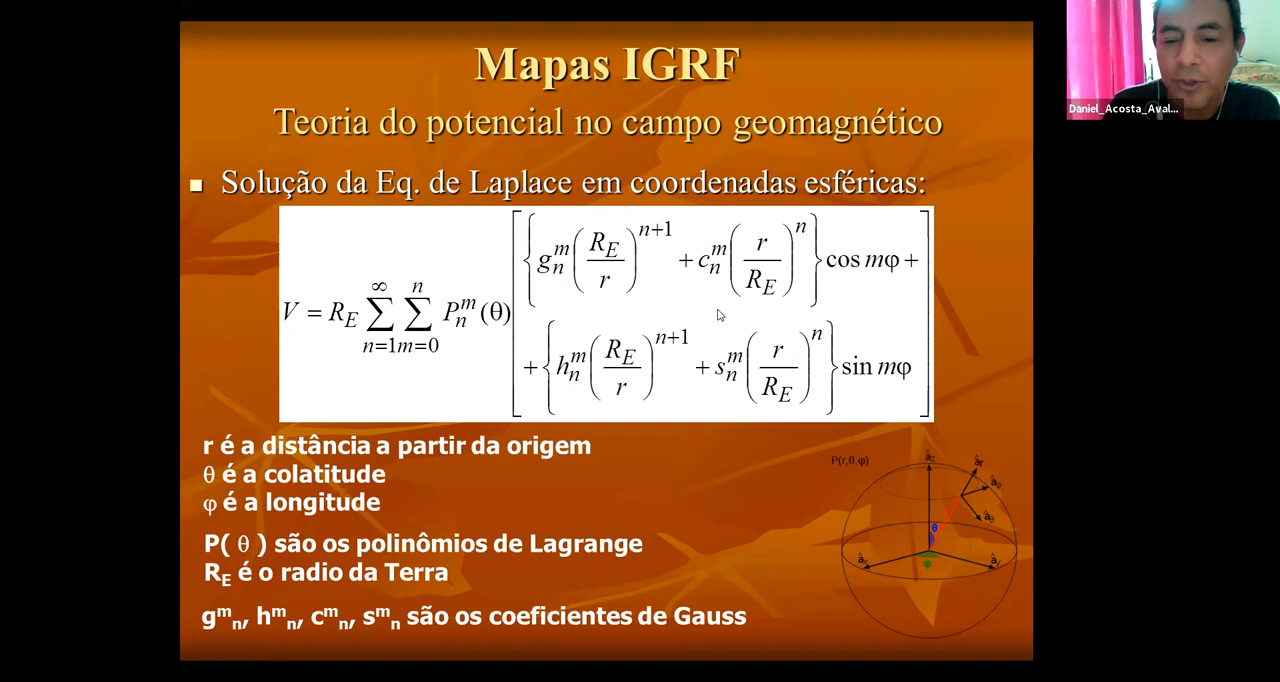 Mapas IGRF
Teoria do potencial no campo geomagnético
Solução da Eq. de Laplace em coordenadas esféricas:
V = R_E ∑_{n=1}^{∞} ∑_{m=0}^{n} P_n^m (θ) [ { g_n^m (R_E / r)^{n+1} + c_n^m (r / R_E)^n } cos mφ +
+ { h_n^m (R_E / r)^{n+1} + s_n^m (r / R_E)^n } sin mφ ]
r é a distância a partir da origem
θ é a colatitude
φ é a longitude
P( θ ) são os polinômios de Lagrange
R_E é o radio da Terra
g^m_n, h^m_n, c^m_n, s^m_n são os coeficientes de Gauss
P(r,θ,φ)
θ
φ
Daniel_Acosta_Aval...